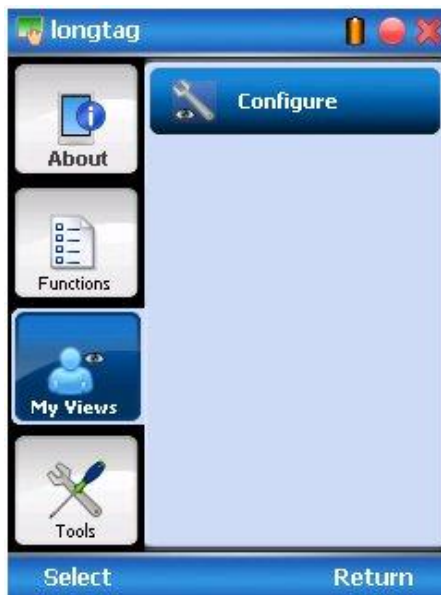 longtag
Configure
About
Functions
My Views
Tools
Select
Return